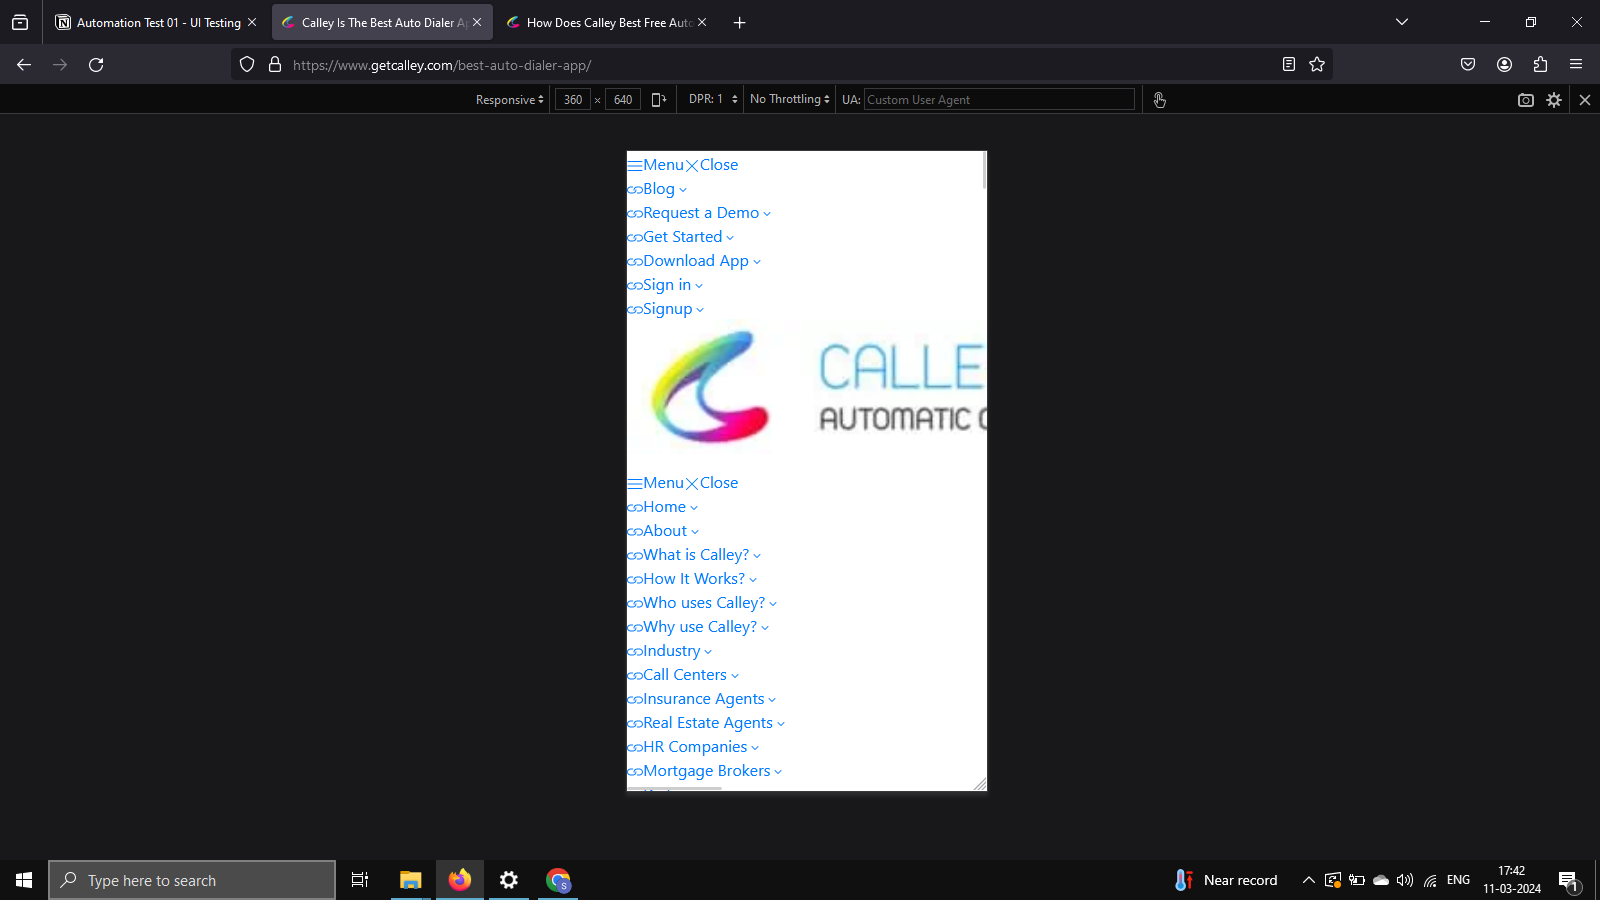 Automation Test 01 - UI Testing
Calley Is The Best Auto Dialer Ap
How Does Calley Best Free Auto
https://www.getcalley.com/best-auto-dialer-app/
Responsive 360 × 640 DPR: 1 No Throttling UA: Custom User Agent
Menu Close
Blog
Request a Demo
Get Started
Download App
Sign in
Signup
CALLE
AUTOMATIC
Menu Close
Home
About
What is Calley?
How It Works?
Who uses Calley?
Why use Calley?
Industry
Call Centers
Insurance Agents
Real Estate Agents
HR Companies
Mortgage Brokers
Type here to search
S
Near record
ENG
17:42
11-03-2024
1